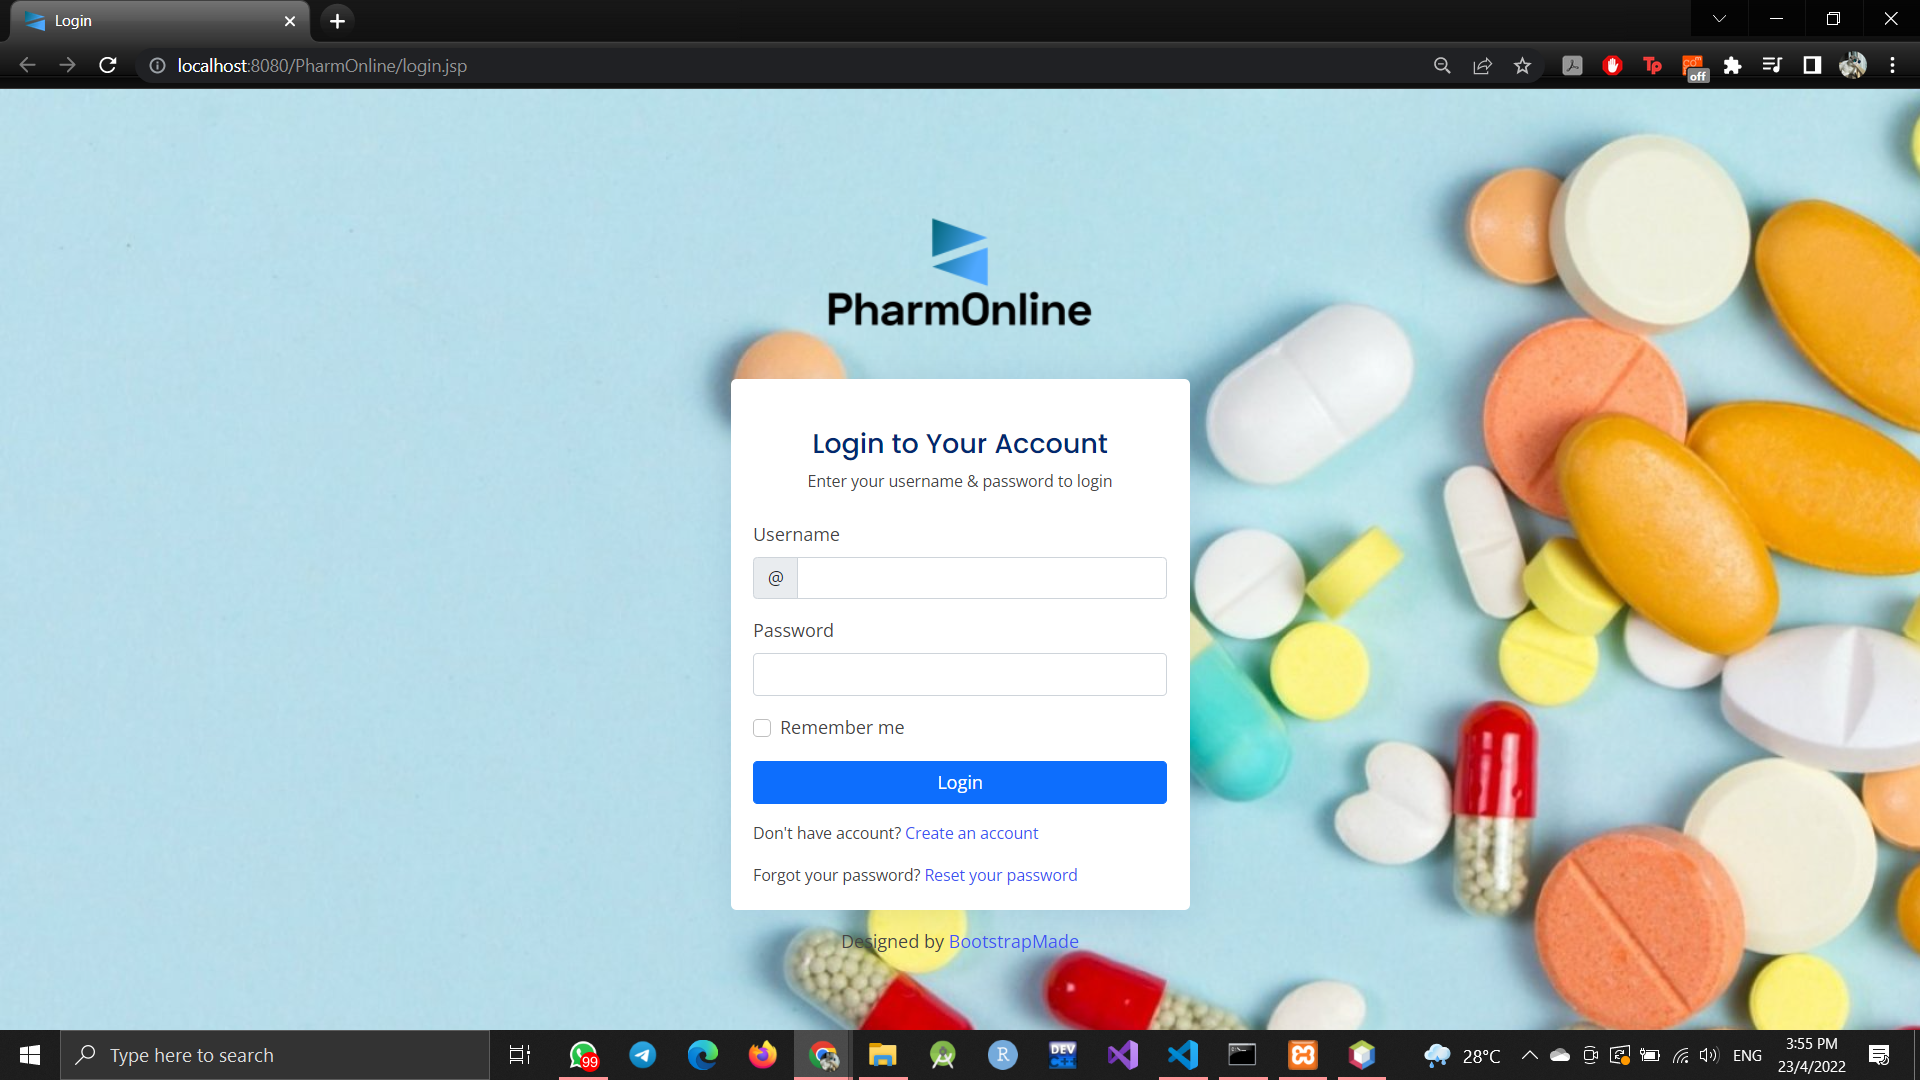 Login
localhost:8080/PharmOnline/login.jsp
off
PharmOnline
Login to Your Account
Enter your username & password to login
Username
@
Password
Remember me
Login
Don't have account? Create an account
Forgot your password? Reset your password
Designed by BootstrapMade
Type here to search
99
R
DEV
C++
28°C
ENG
3:55 PM
23/4/2022